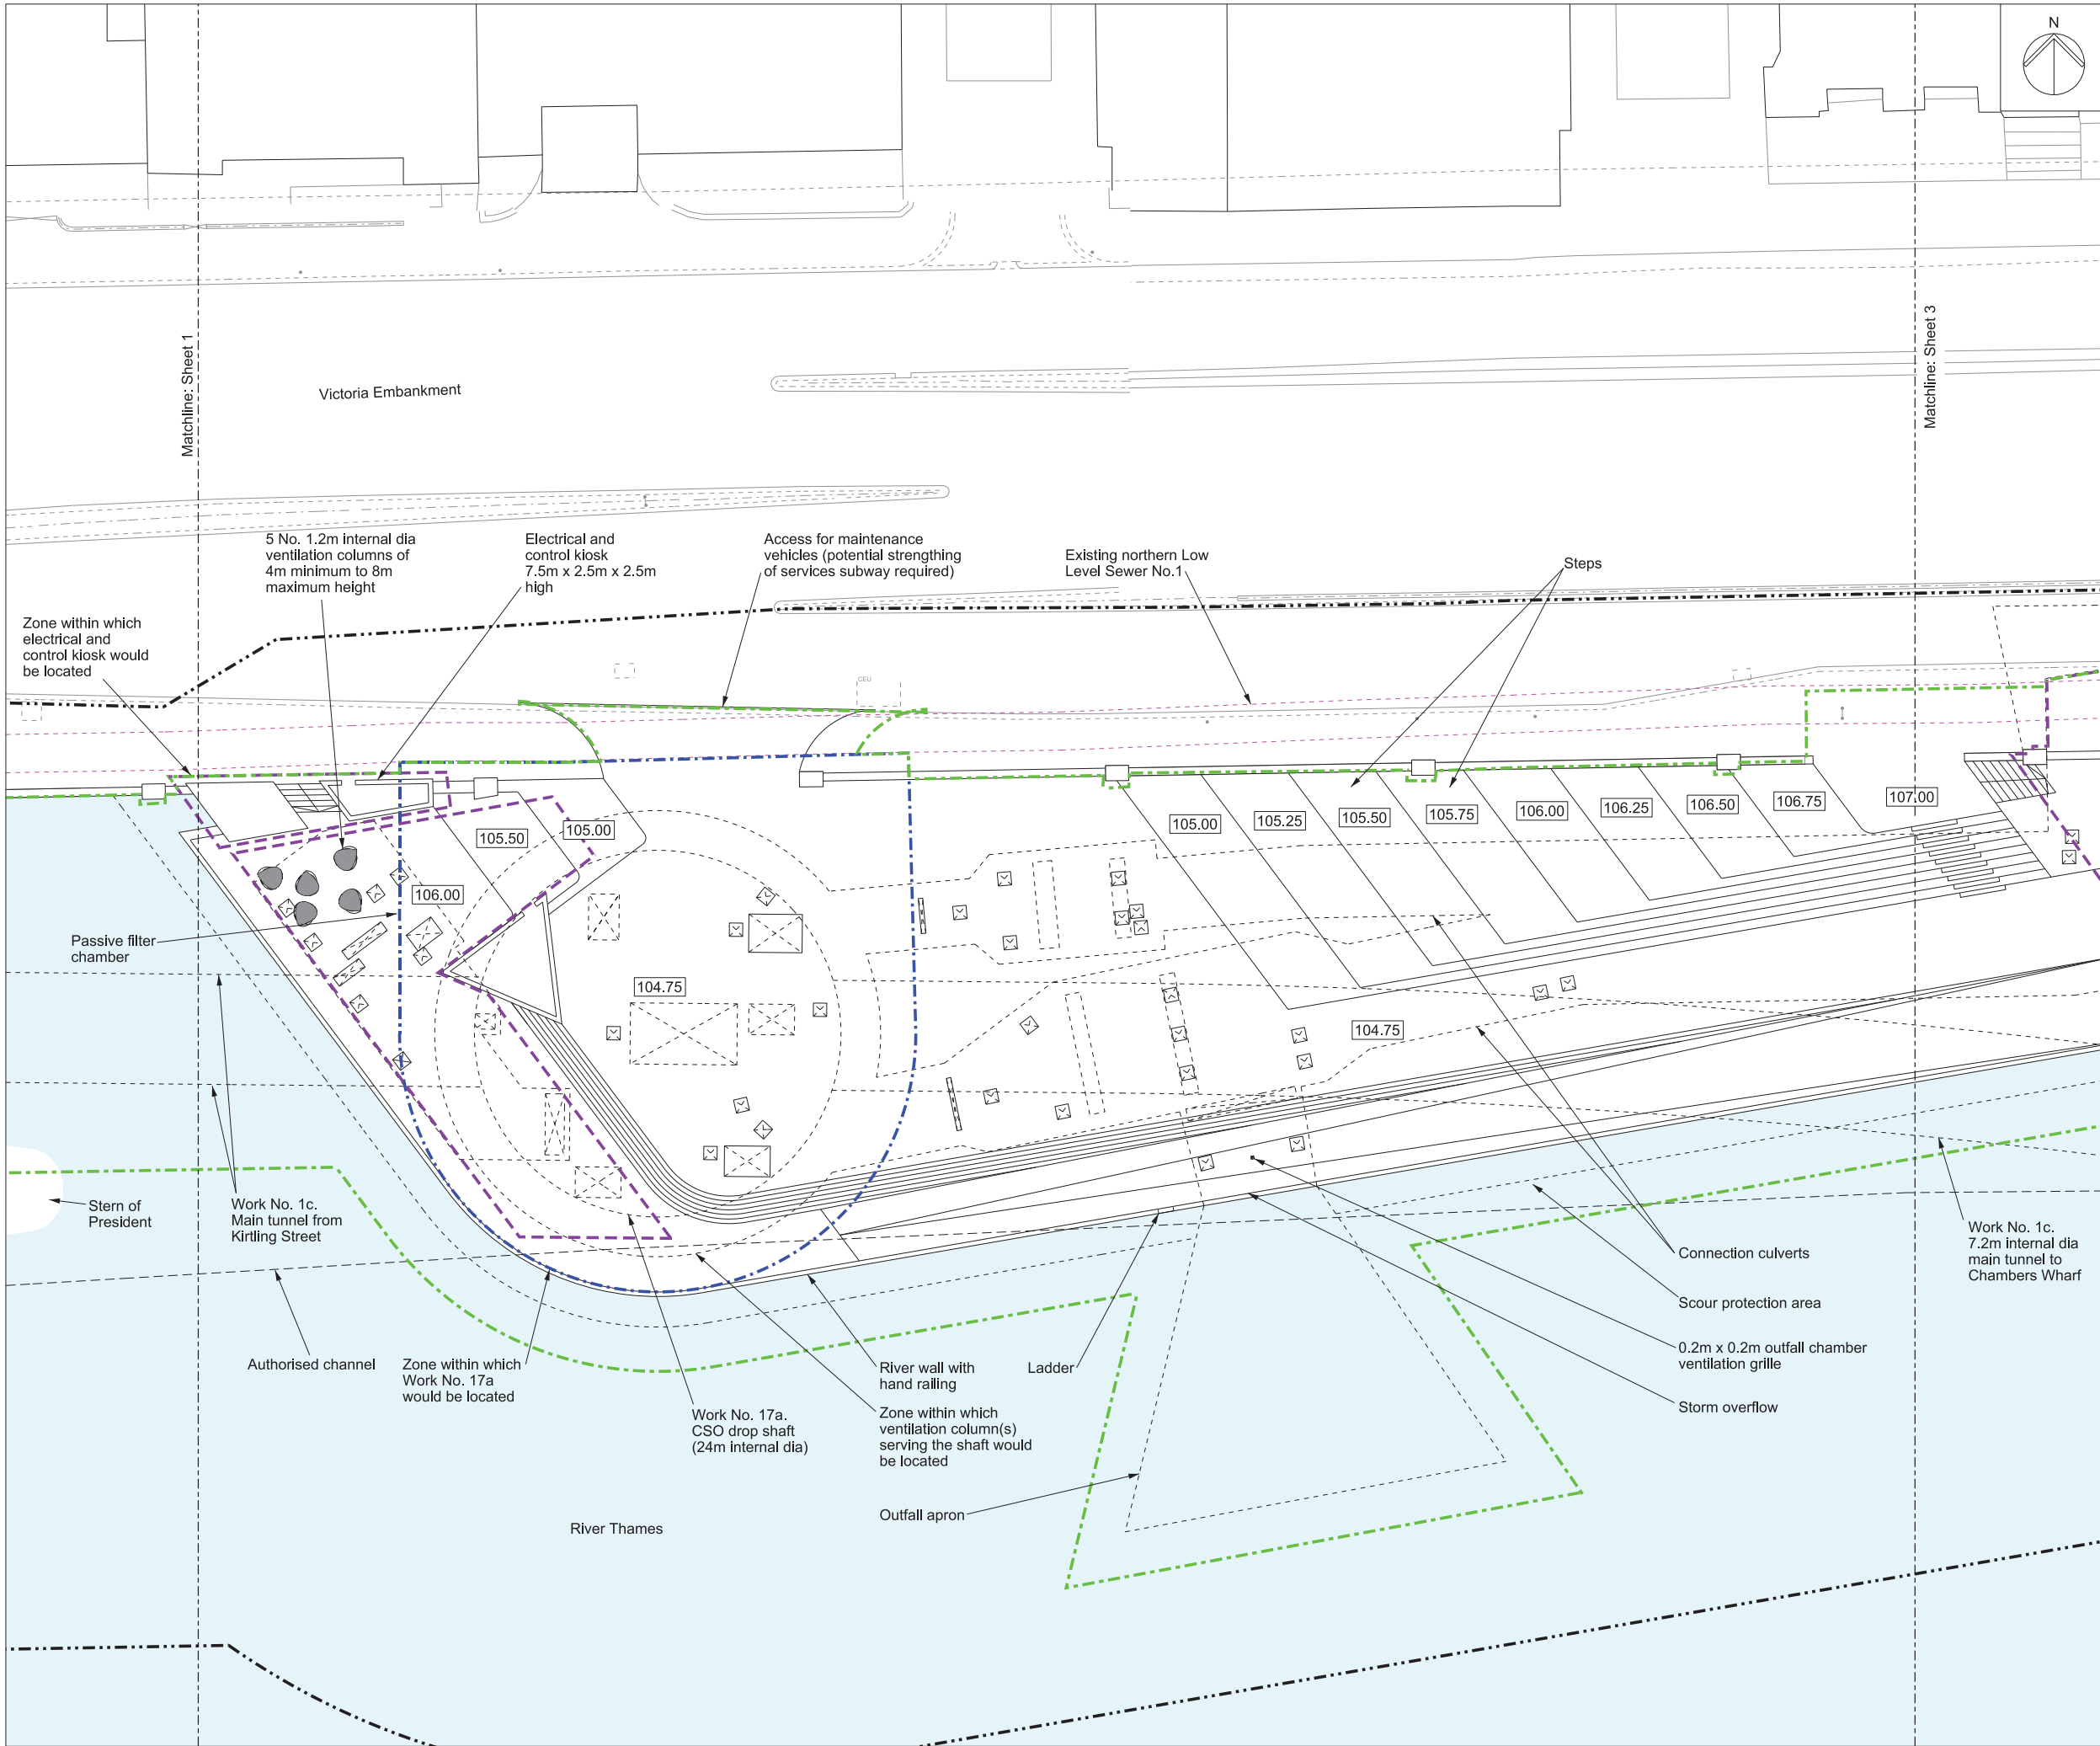 N
Matchline: Sheet 1
Matchline: Sheet 3
Victoria Embankment
5 No. 1.2m internal dia
ventilation columns of
4m minimum to 8m
maximum height
Electrical and
control kiosk
7.5m x 2.5m x 2.5m
high
Access for maintenance
vehicles (potential strengthing
of services subway required)
Existing northern Low
Level Sewer No.1
Steps
Zone within which
electrical and
control kiosk would
be located
CEU
105.50
105.00
106.00
104.75
105.00
105.25
105.50
105.75
106.00
106.25
106.50
106.75
107.00
104.75
Passive filter
chamber
Stern of
President
Work No. 1c.
Main tunnel from
Kirtling Street
Authorised channel
Zone within which
Work No. 17a
would be located
Work No. 17a.
CSO drop shaft
(24m internal dia)
River wall with
hand railing
Zone within which
ventilation column(s)
serving the shaft would
be located
Ladder
Outfall apron
River Thames
Connection culverts
Scour protection area
0.2m x 0.2m outfall chamber
ventilation grille
Storm overflow
Work No. 1c.
7.2m internal dia
main tunnel to
Chambers Wharf